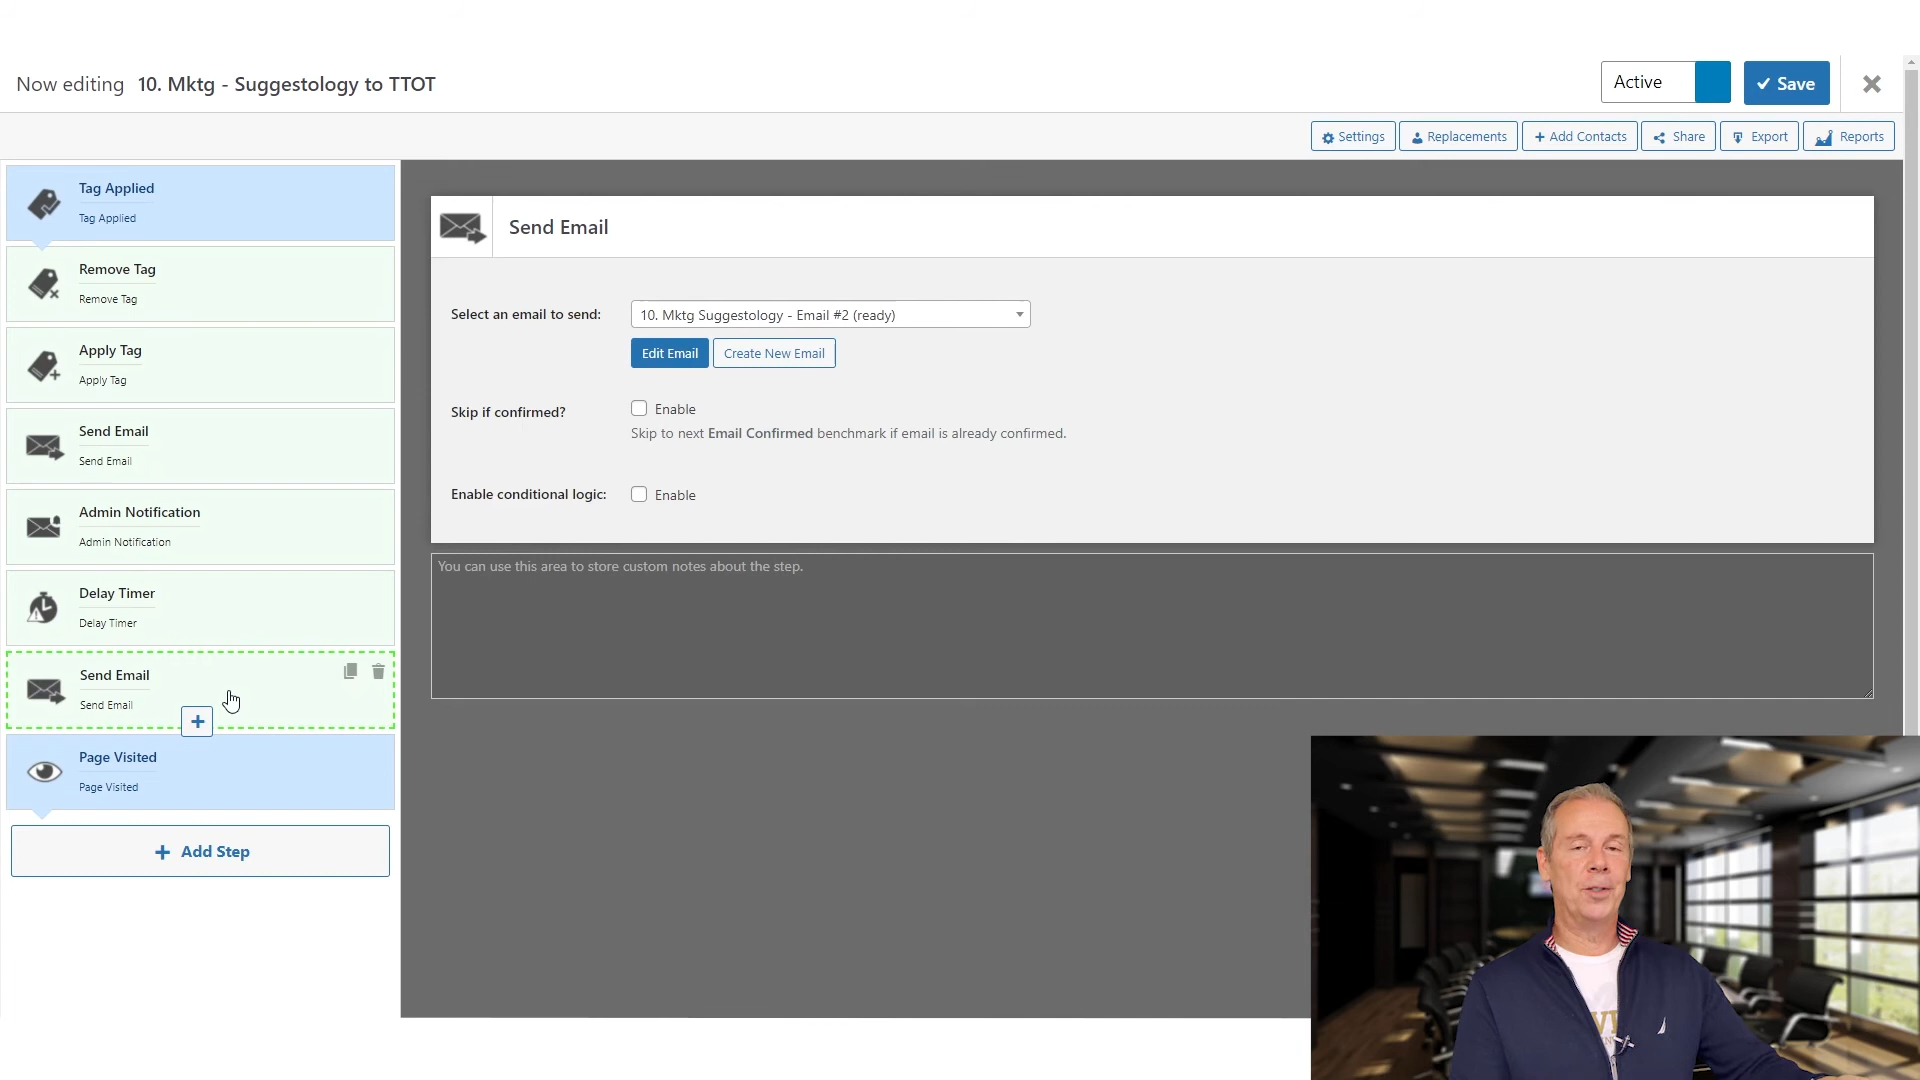 Now editing 10. Mktg - Suggestology to TTOT
Active
Save
Settings
Replacements
+ Add Contacts
Share
Export
Reports
Tag Applied
Tag Applied
Remove Tag
Remove Tag
Apply Tag
Apply Tag
Send Email
Send Email
Admin Notification
Admin Notification
Delay Timer
Delay Timer
Send Email
Send Email
Page Visited
Page Visited
+ Add Step
Send Email
Select an email to send:
10. Mktg Suggestology - Email #2 (ready)
Edit Email
Create New Email
Skip if confirmed?
Enable
Skip to next Email Confirmed benchmark if email is already confirmed.
Enable conditional logic:
Enable
You can use this area to store custom notes about the step.